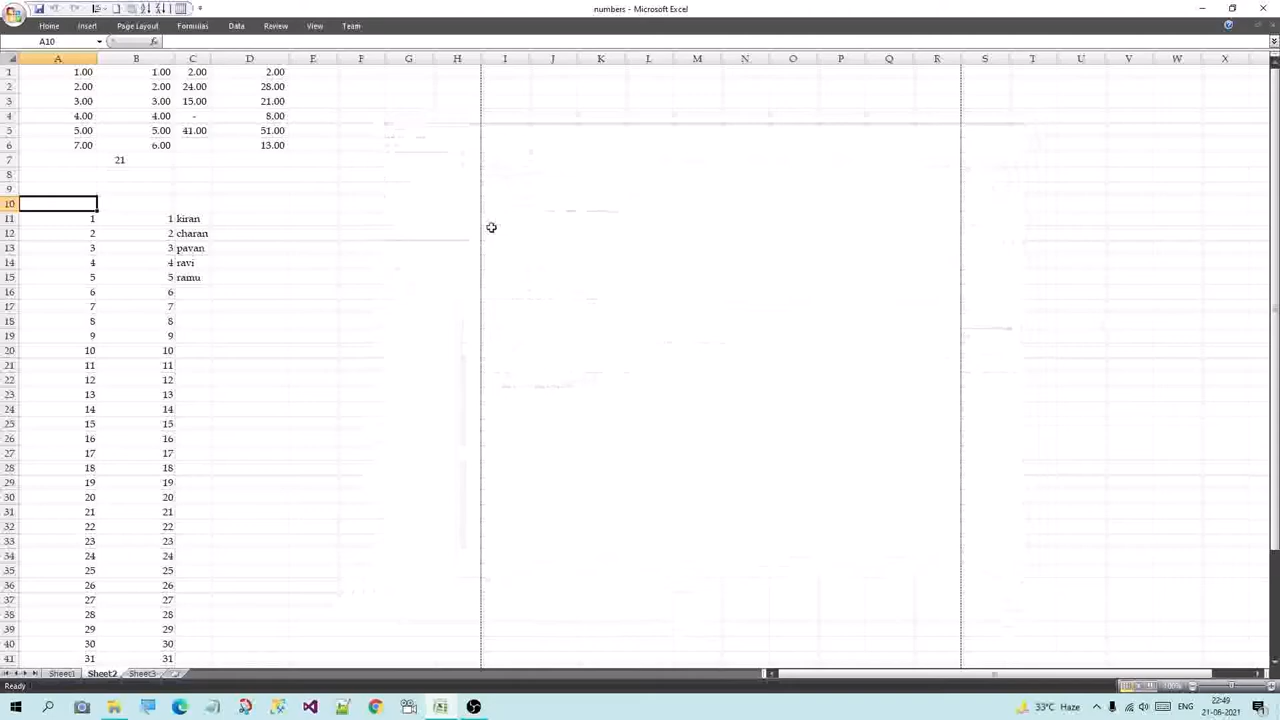 numbers - Microsoft Excel
Home Insert Page Layout Formulas Data Review View Team
A10 fx
A B C D E F G H I J K L M N O P Q R S T U V W X
1 1.00 1.00 2.00 2.00
2 2.00 2.00 24.00 28.00
3 3.00 3.00 15.00 21.00
4 4.00 4.00 - 8.00
5 5.00 5.00 41.00 51.00
6 7.00 6.00 13.00
7 21
8
9
10
11 1 1 kiran
12 2 2 charan
13 3 3 pavan
14 4 4 ravi
15 5 5 ramu
16 6 6
17 7 7
18 8 8
19 9 9
20 10 10
21 11 11
22 12 12
23 13 13
24 14 14
25 15 15
26 16 16
27 17 17
28 18 18
29 19 19
30 20 20
31 21 21
32 22 22
33 23 23
34 24 24
35 25 25
36 26 26
37 27 27
38 28 28
39 29 29
40 30 30
41 31 31
Sheet1 Sheet2 Sheet3
Ready 100%
33°C Haze ENG 22:49
21-06-2021